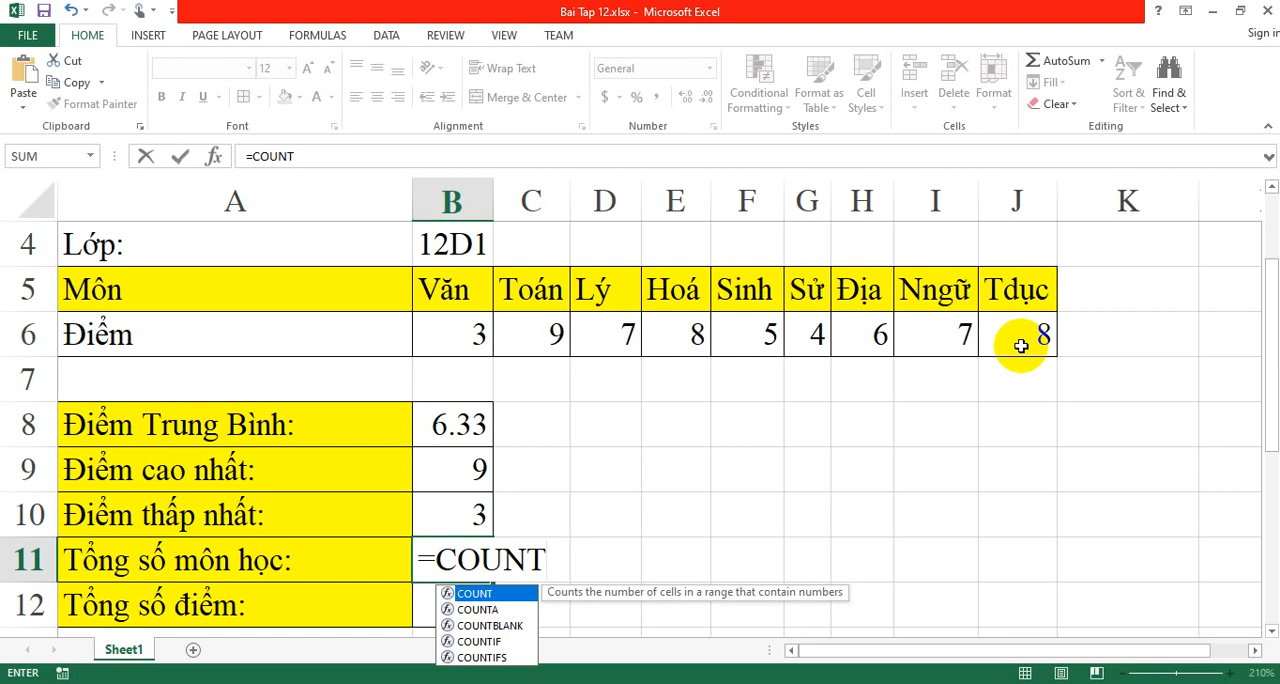 Bai Tap 12.xlsx - Microsoft Excel
FILE HOME INSERT PAGE LAYOUT FORMULAS DATA REVIEW VIEW TEAM Sign in
Cut
Copy
Format Painter
Paste
Clipboard
12
B I U
Font
Wrap Text
Merge & Center
Alignment
General
$ % ,
Number
Conditional Formatting
Format as Table
Cell Styles
Styles
Insert
Delete
Format
Cells
AutoSum
Fill
Clear
Sort & Filter
Find & Select
Editing
SUM =COUNT
A B C D E F G H I J K
4 Lớp: 12D1
5 Môn Văn Toán Lý Hoá Sinh Sử Địa Nngữ Tdục
6 Điểm 3 9 7 8 5 4 6 7 8
7
8 Điểm Trung Bình: 6.33
9 Điểm cao nhất: 9
10 Điểm thấp nhất: 3
11 Tổng số môn học: =COUNT
12 Tổng số điểm:
COUNT Counts the number of cells in a range that contain numbers
COUNTA
COUNTBLANK
COUNTIF
COUNTIFS
Sheet1
ENTER 210%